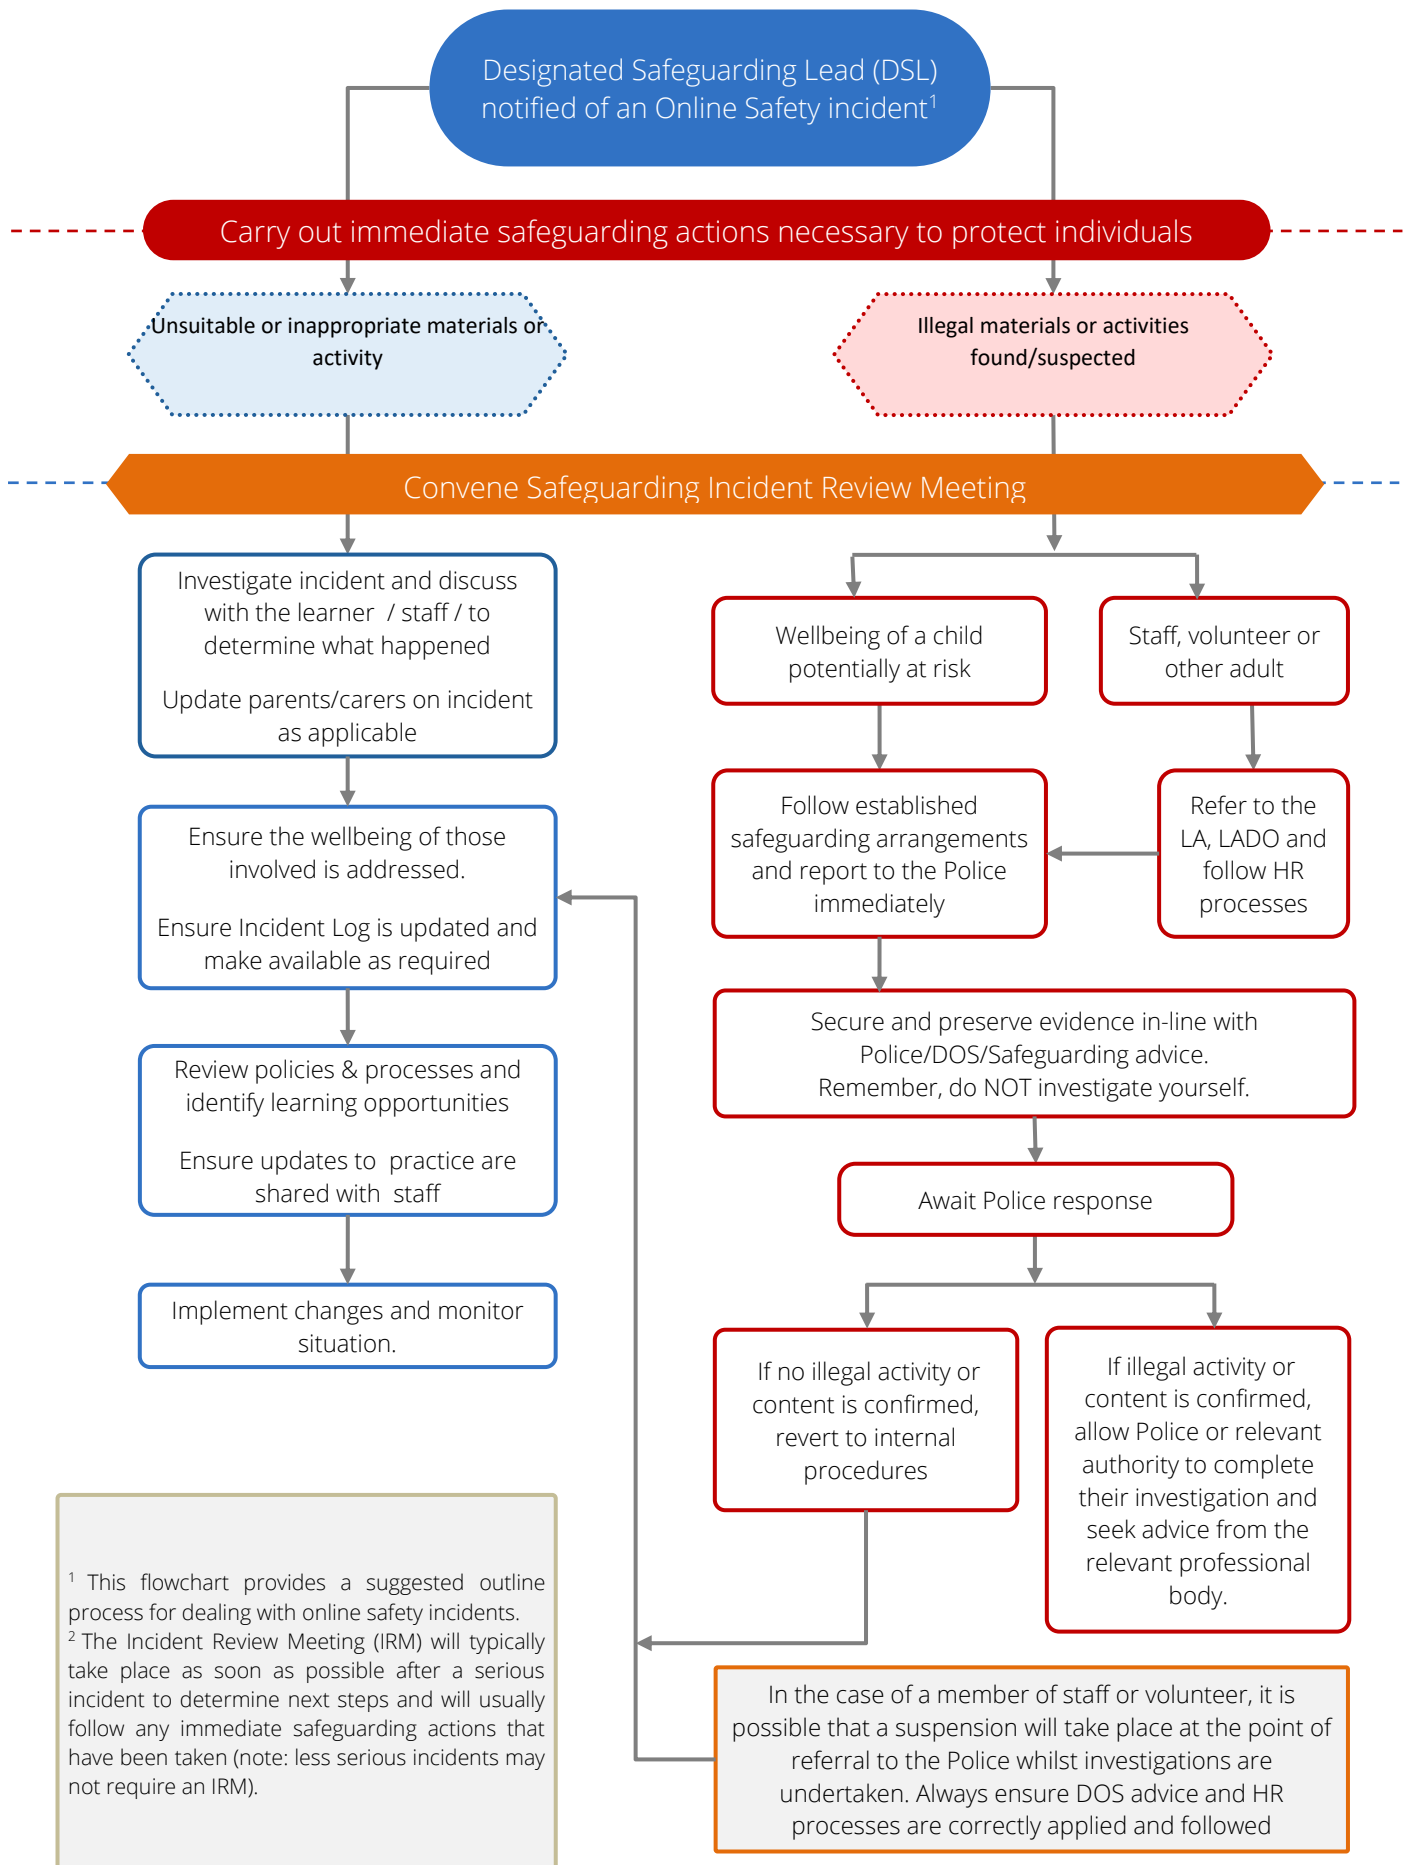 Designated Safeguarding Lead (DSL)
notified of an Online Safety incident¹
Carry out immediate safeguarding actions necessary to protect individuals
Unsuitable or inappropriate materials or
activity
Illegal materials or activities
found/suspected
Convene Safeguarding Incident Review Meeting
Investigate incident and discuss
with the learner / staff / to
determine what happened
Update parents/carers on incident
as applicable
Ensure the wellbeing of those
involved is addressed.
Ensure Incident Log is updated and
make available as required
Review policies & processes and
identify learning opportunities
Ensure updates to practice are
shared with staff
Implement changes and monitor
situation.
Wellbeing of a child
potentially at risk
Staff, volunteer or
other adult
Follow established
safeguarding arrangements
and report to the Police
immediately
Refer to the
LA, LADO and
follow HR
processes
Secure and preserve evidence in-line with
Police/DOS/Safeguarding advice.
Remember, do NOT investigate yourself.
Await Police response
If no illegal activity or
content is confirmed,
revert to internal
procedures
If illegal activity or
content is confirmed,
allow Police or relevant
authority to complete
their investigation and
seek advice from the
relevant professional
body.
In the case of a member of staff or volunteer, it is
possible that a suspension will take place at the point of
referral to the Police whilst investigations are
undertaken. Always ensure DOS advice and HR
processes are correctly applied and followed
¹ This flowchart provides a suggested outline
process for dealing with online safety incidents.
² The Incident Review Meeting (IRM) will typically
take place as soon as possible after a serious
incident to determine next steps and will usually
follow any immediate safeguarding actions that
have been taken (note: less serious incidents may
not require an IRM).